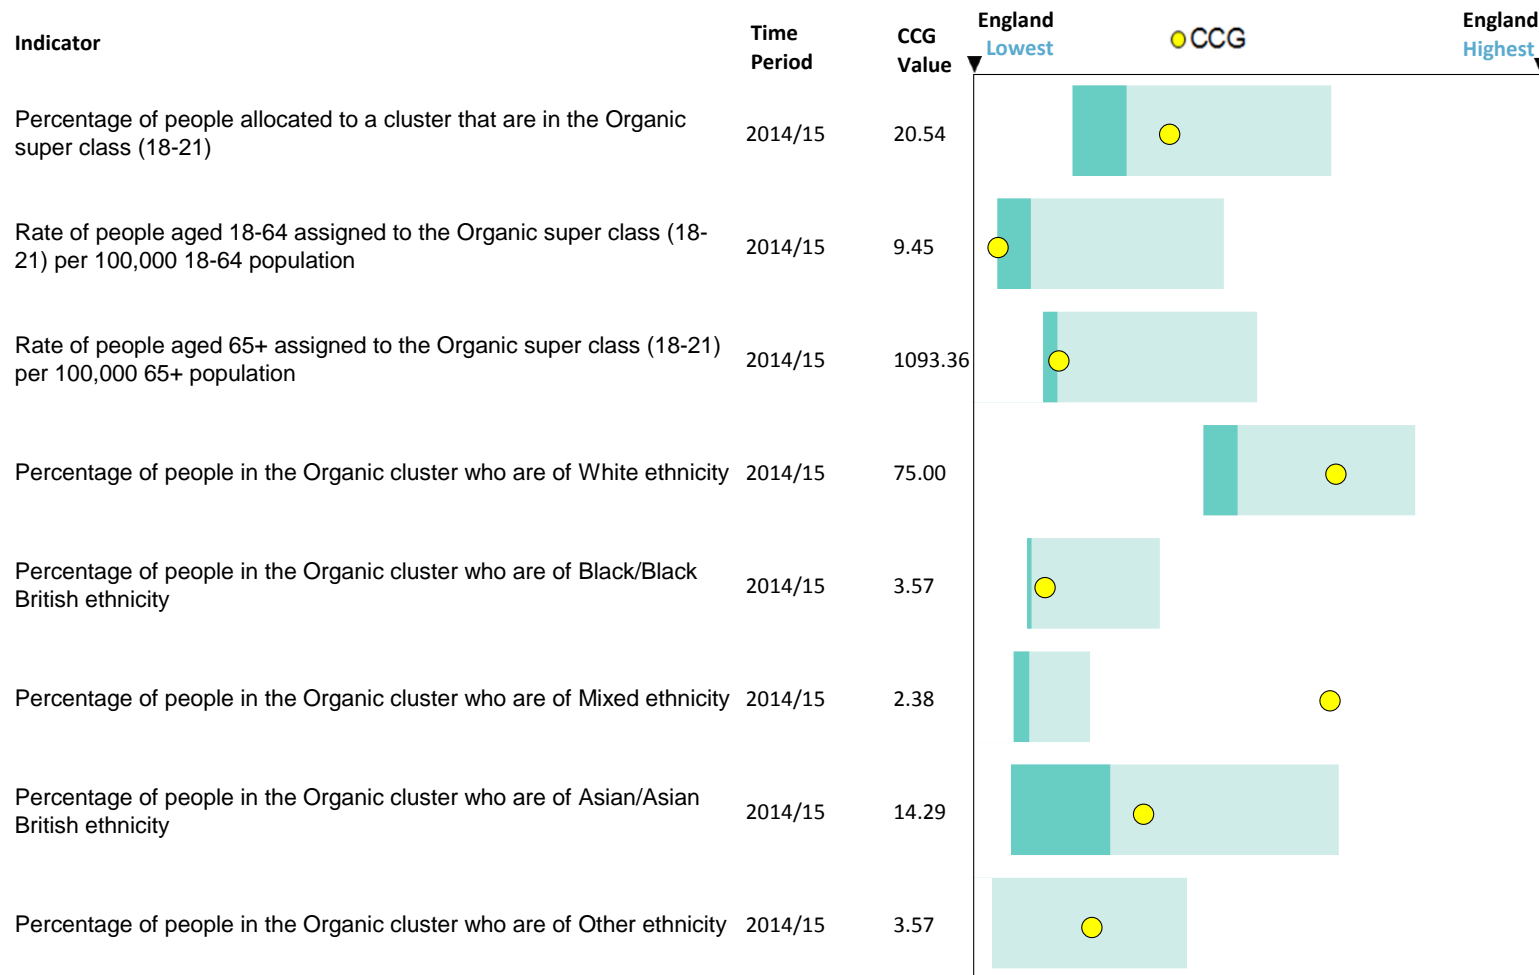 Indicator
Time Period
CCG Value
England Lowest
CCG
England Highest
Percentage of people allocated to a cluster that are in the Organic
super class (18-21)
2014/15
20.54
Rate of people aged 18-64 assigned to the Organic super class (18-
21) per 100,000 18-64 population
2014/15
9.45
Rate of people aged 65+ assigned to the Organic super class (18-21)
per 100,000 65+ population
2014/15
1093.36
Percentage of people in the Organic cluster who are of White ethnicity
2014/15
75.00
Percentage of people in the Organic cluster who are of Black/Black
British ethnicity
2014/15
3.57
Percentage of people in the Organic cluster who are of Mixed ethnicity
2014/15
2.38
Percentage of people in the Organic cluster who are of Asian/Asian
British ethnicity
2014/15
14.29
Percentage of people in the Organic cluster who are of Other ethnicity
2014/15
3.57